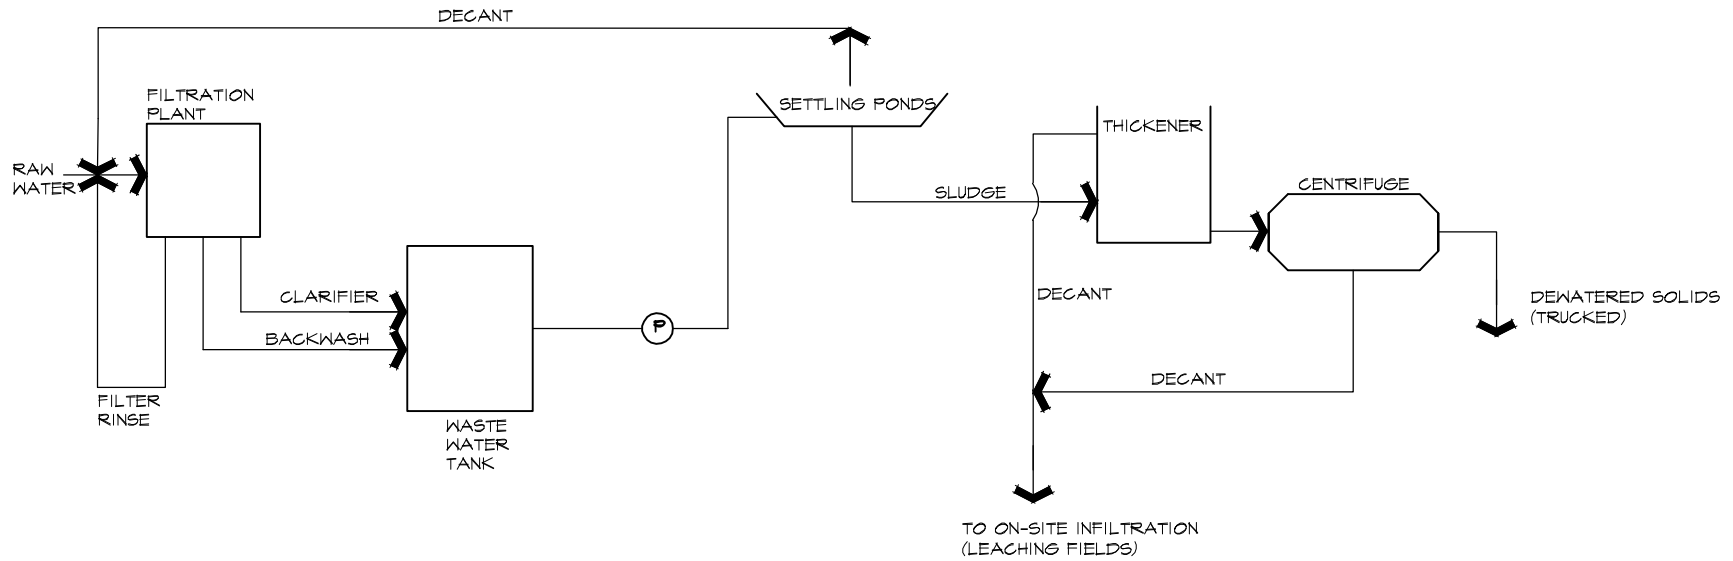 DECANT
FILTRATION
PLANT
SETTLING PONDS
THICKENER
RAW
WATER
CENTRIFUGE
SLUDGE
CLARIFIER
DECANT
DEWATERED SOLIDS
(TRUCKED)
BACKWASH
P
DECANT
FILTER
RINSE
WASTE
WATER
TANK
TO ON-SITE INFILTRATION
(LEACHING FIELDS)